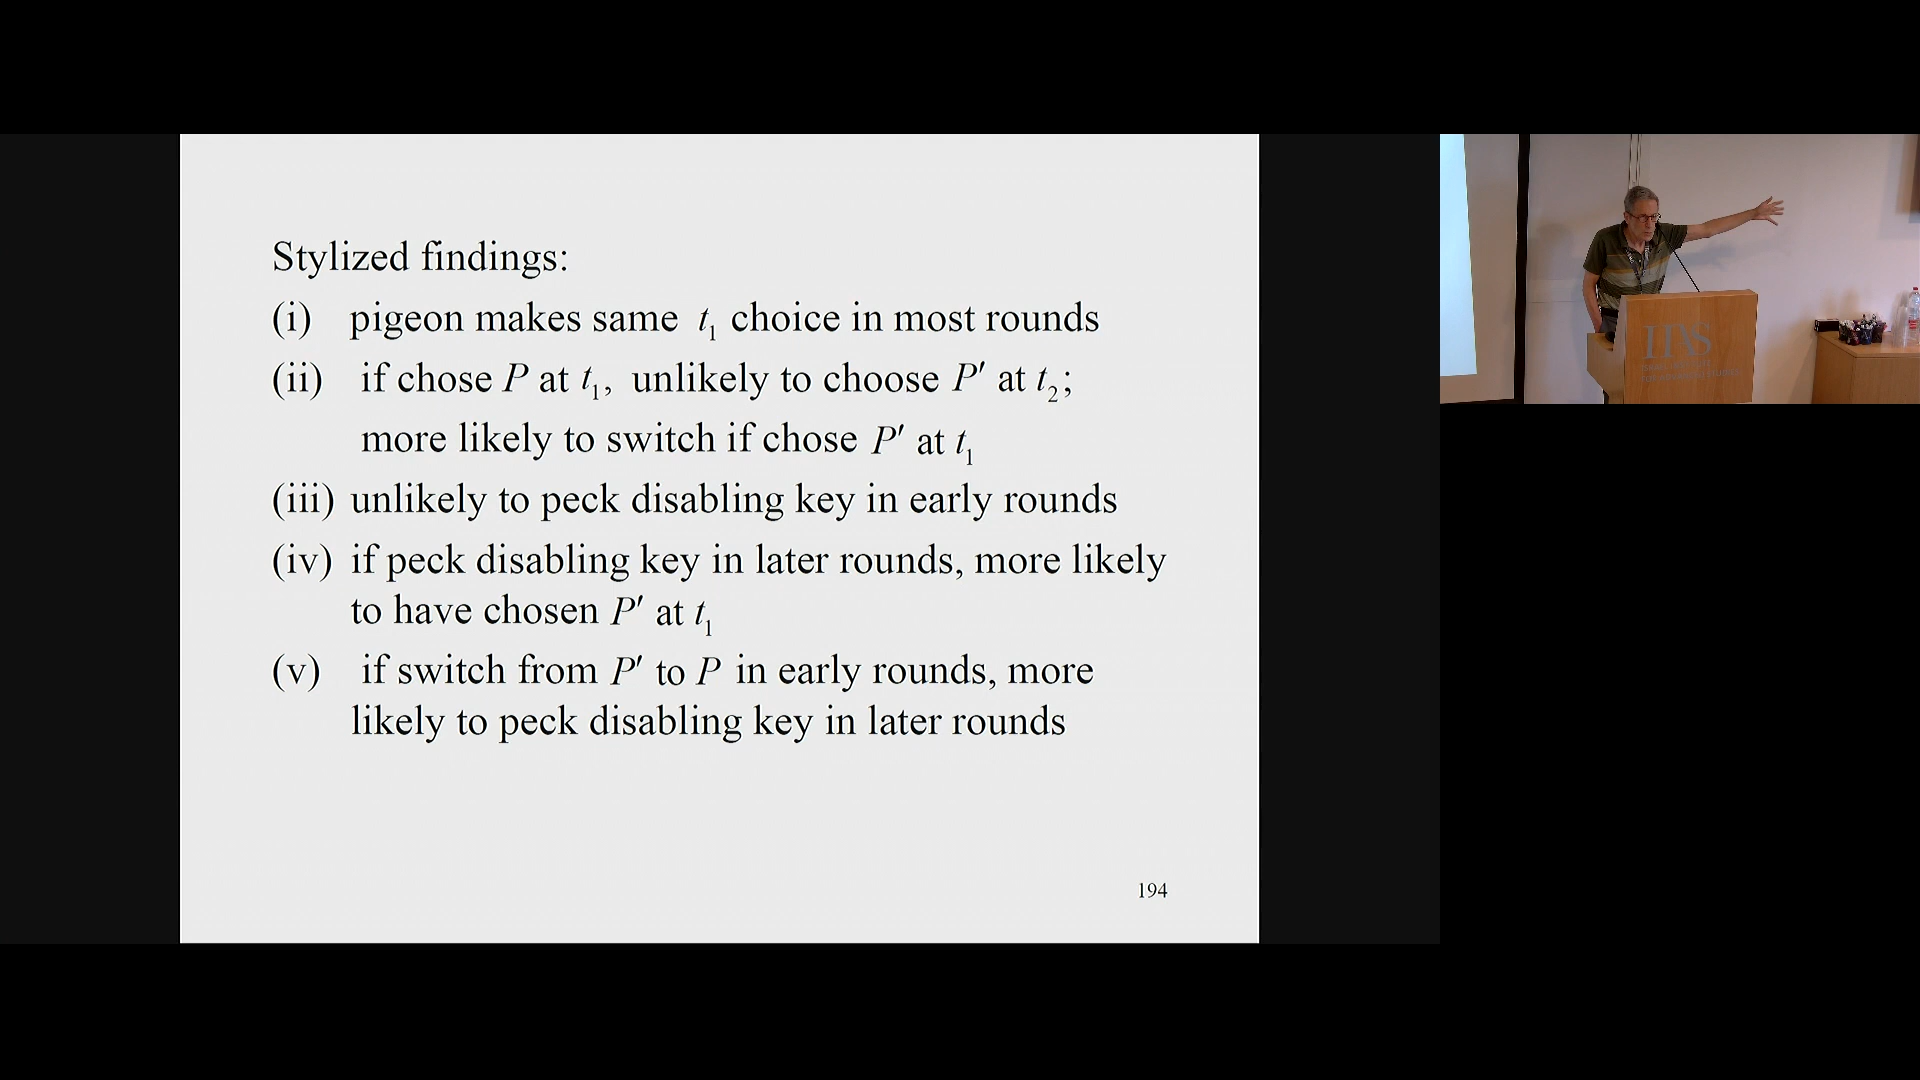 Stylized findings:
(i) pigeon makes same t₁ choice in most rounds
(ii) if chose P at t₁, unlikely to choose P′ at t₂;
more likely to switch if chose P′ at t₁
(iii) unlikely to peck disabling key in early rounds
(iv) if peck disabling key in later rounds, more likely
to have chosen P′ at t₁
(v) if switch from P′ to P in early rounds, more
likely to peck disabling key in later rounds
194
IIAS